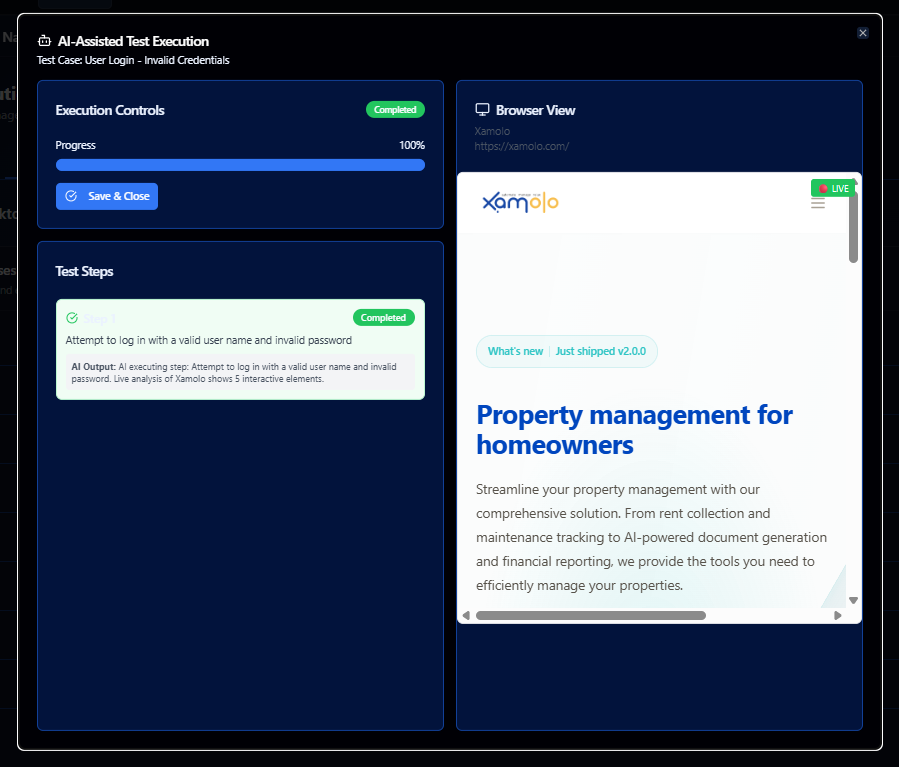 AI-Assisted Test Execution
Test Case: User Login - Invalid Credentials
Execution Controls
Completed
Progress
100%
Save & Close
Test Steps
Step 1
Completed
Attempt to log in with a valid user name and invalid password
AI Output: AI executing step: Attempt to log in with a valid user name and invalid
password. Live analysis of Xamolo shows 5 interactive elements.
Browser View
Xamolo
https://xamolo.com/
xamolo
LIVE
What's new | Just shipped v2.0.0
Property management for
homeowners
Streamline your property management with our
comprehensive solution. From rent collection and
maintenance tracking to AI-powered document generation
and financial reporting, we provide the tools you need to
efficiently manage your properties.